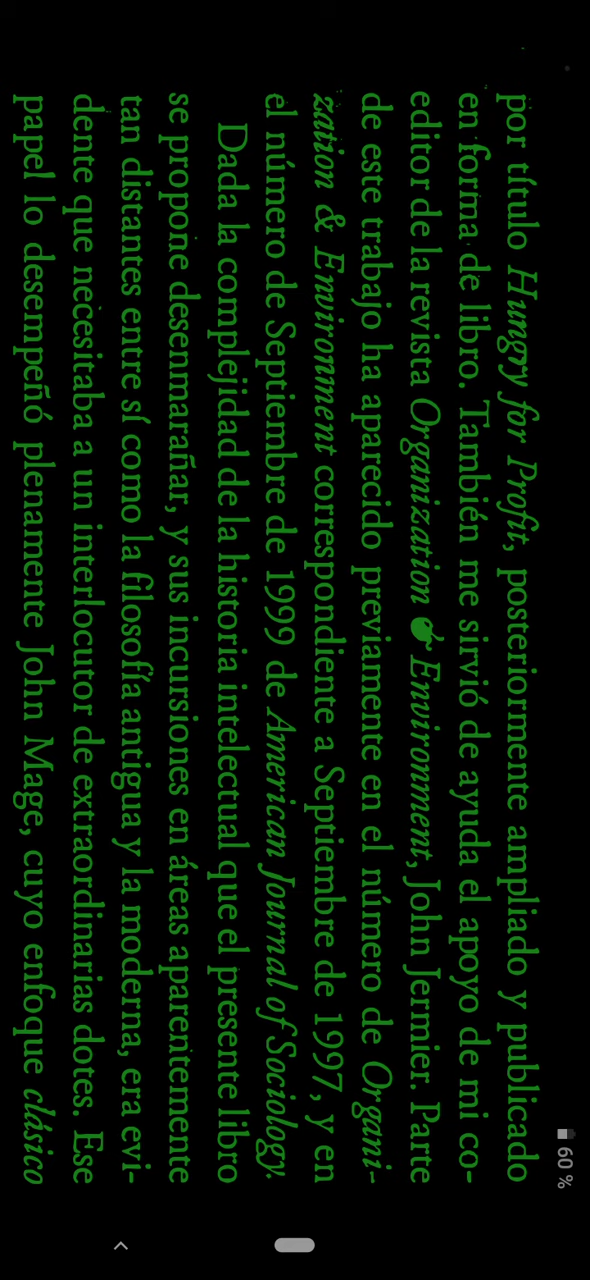 60 %
por título Hungry for Profit, posteriormente ampliado y publicado
en forma de libro. También me sirvió de ayuda el apoyo de mi co-
editor de la revista Organization & Environment, John Jermier. Parte
de este trabajo ha aparecido previamente en el número de Organi-
zation & Environment correspondiente a Septiembre de 1997, y en
el número de Septiembre de 1999 de American Journal of Sociology.
Dada la complejidad de la historia intelectual que el presente libro
se propone desenmarañar, y sus incursiones en áreas aparentemente
tan distantes entre sí como la filosofía antigua y la moderna, era evi-
dente que necesitaba a un interlocutor de extraordinarias dotes. Ese
papel lo desempeñó plenamente John Mage, cuyo enfoque clásico